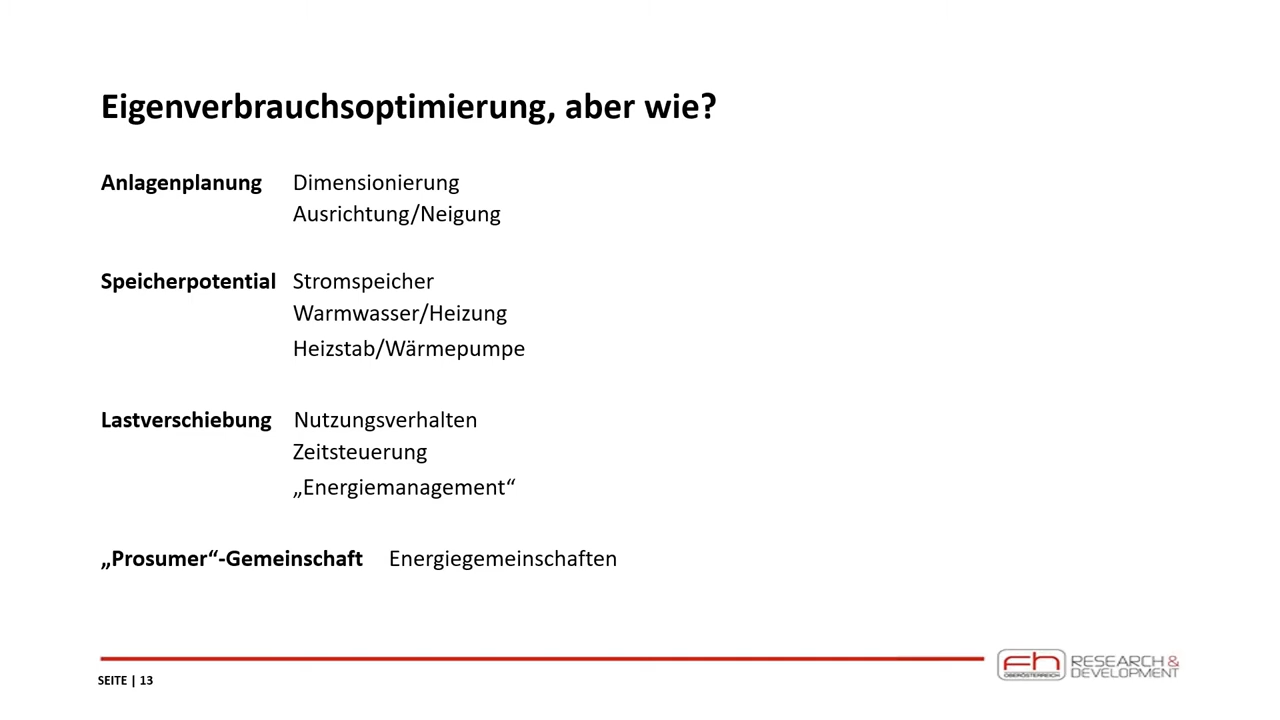 Eigenverbrauchsoptimierung, aber wie?
Anlagenplanung Dimensionierung
Ausrichtung/Neigung
Speicherpotential Stromspeicher
Warmwasser/Heizung
Heizstab/Wärmepumpe
Lastverschiebung Nutzungsverhalten
Zeitsteuerung
„Energiemanagement“
„Prosumer“-Gemeinschaft Energiegemeinschaften
SEITE | 13
fh OBERÖSTERREICH
RESEARCH &
DEVELOPMENT